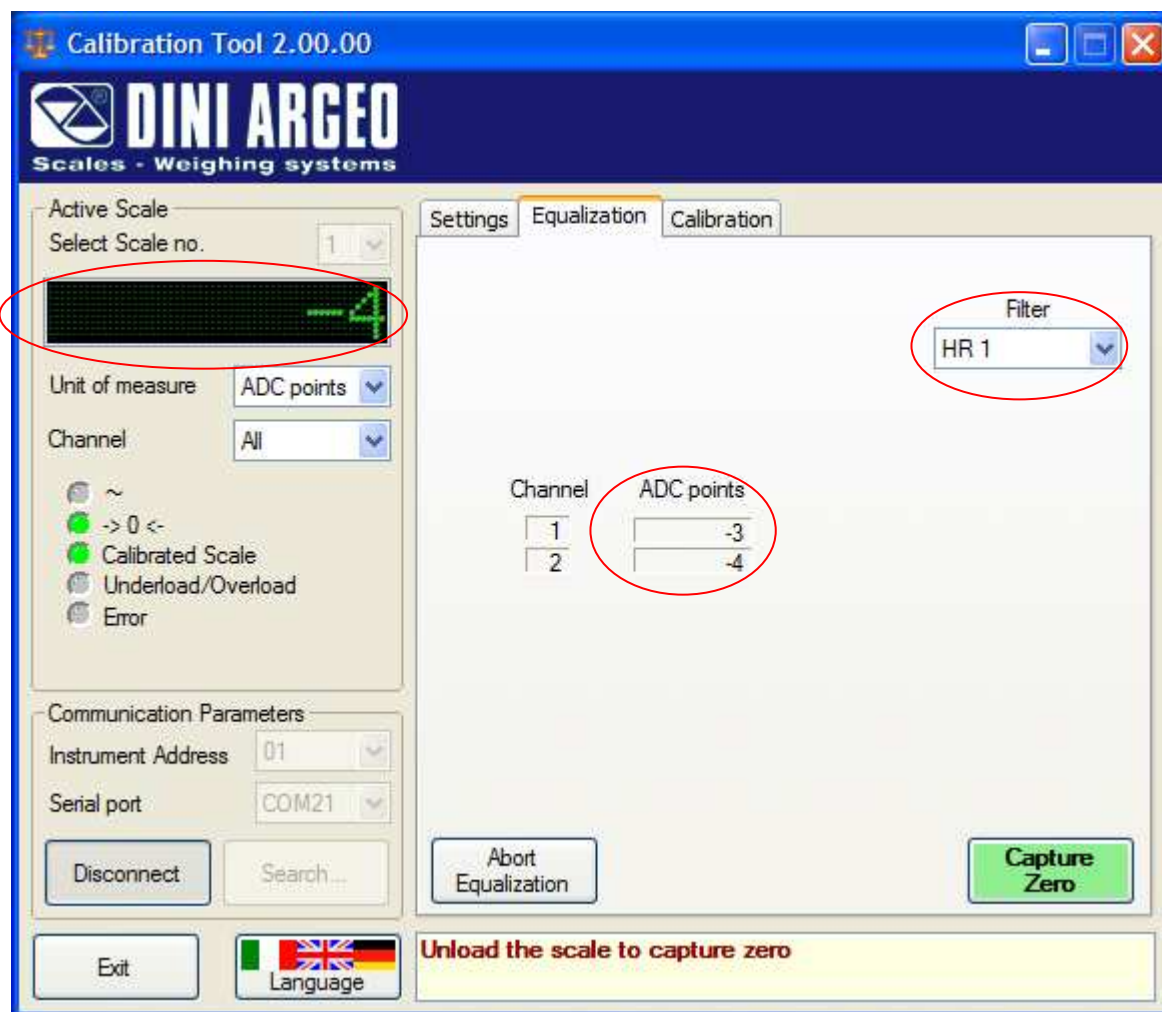 Calibration Tool 2.00.00
DINI ARGEO
Scales - Weighing systems
Active Scale
Select Scale no. 1
-4
Unit of measure ADC points
Channel All
~
-> 0 <-
Calibrated Scale
Underload/Overload
Error
Communication Parameters
Instrument Address 01
Serial port COM21
Disconnect Search...
Exit Language
Settings Equalization Calibration
Filter
HR 1
Channel ADC points
1 -3
2 -4
Abort
Equalization
Capture
Zero
Unload the scale to capture zero